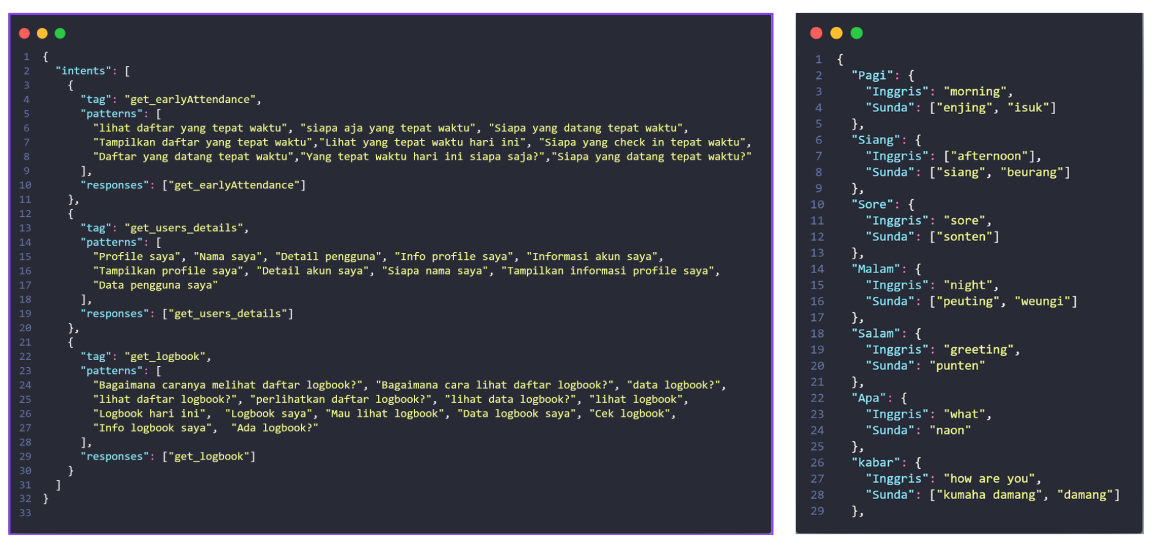 1 {
2   "intents": [
3     {
4       "tag": "get_earlyAttendance",
5       "patterns": [
6         "lihat daftar yang tepat waktu", "siapa aja yang tepat waktu", "Siapa yang datang tepat waktu",
7         "Tampilkan daftar yang tepat waktu","Lihat yang tepat waktu hari ini", "Siapa yang check in tepat waktu",
8         "Daftar yang datang tepat waktu","Yang tepat waktu hari ini siapa saja?","Siapa yang datang tepat waktu?"
9       ],
10       "responses": ["get_earlyAttendance"]
11     },
12     {
13       "tag": "get_users_details",
14       "patterns": [
15         "Profile saya", "Nama saya", "Detail pengguna", "Info profile saya", "Informasi akun saya",
16         "Tampilkan profile saya", "Detail akun saya", "Siapa nama saya", "Tampilkan informasi profile saya",
17         "Data pengguna saya"
18       ],
19       "responses": ["get_users_details"]
20     },
21     {
22       "tag": "get_logbook",
23       "patterns": [
24         "Bagaimana caranya melihat daftar logbook?", "Bagaimana cara lihat daftar logbook?", "data logbook?",
25         "lihat daftar logbook?", "perlihatkan daftar logbook?", "lihat data logbook?", "lihat logbook",
26         "Logbook hari ini",  "Logbook saya", "Mau lihat logbook", "Data logbook saya", "Cek logbook",
27         "Info logbook saya",  "Ada logbook?"
28       ],
29       "responses": ["get_logbook"]
30     }
31   ]
32 }
33
1 {
2   "Pagi": {
3     "Inggris": "morning",
4     "Sunda": ["enjing", "isuk"]
5   },
6   "Siang": {
7     "Inggris": ["afternoon"],
8     "Sunda": ["siang", "beurang"]
9   },
10   "Sore": {
11     "Inggris": "sore",
12     "Sunda": ["sonten"]
13   },
14   "Malam": {
15     "Inggris": "night",
16     "Sunda": ["peuting", "weungi"]
17   },
18   "Salam": {
19     "Inggris": "greeting",
20     "Sunda": "punten"
21   },
22   "Apa": {
23     "Inggris": "what",
24     "Sunda": "naon"
25   },
26   "kabar": {
27     "Inggris": "how are you",
28     "Sunda": ["kumaha damang", "damang"]
29   },